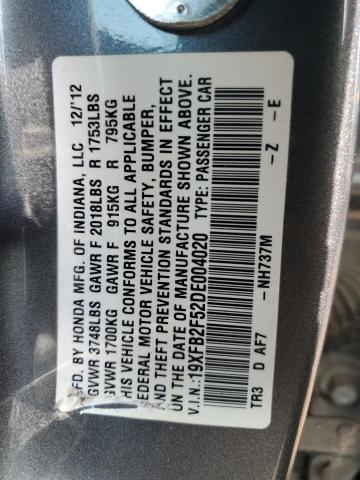 MFD. BY HONDA MFG. OF INDIANA, LLC 12/'12
GVWR 3748LBS GAWR F 2018LBS R 1753LBS
GVWR 1700KG GAWR F 915KG R 795KG
THIS VEHICLE CONFORMS TO ALL APPLICABLE
FEDERAL MOTOR VEHICLE SAFETY, BUMPER,
AND THEFT PREVENTION STANDARDS IN EFFECT
ON THE DATE OF MANUFACTURE SHOWN ABOVE.
V.I.N.:19XFB2F52DE004020 TYPE: PASSENGER CAR
TR3 D AF7 -NH737M -Z -E